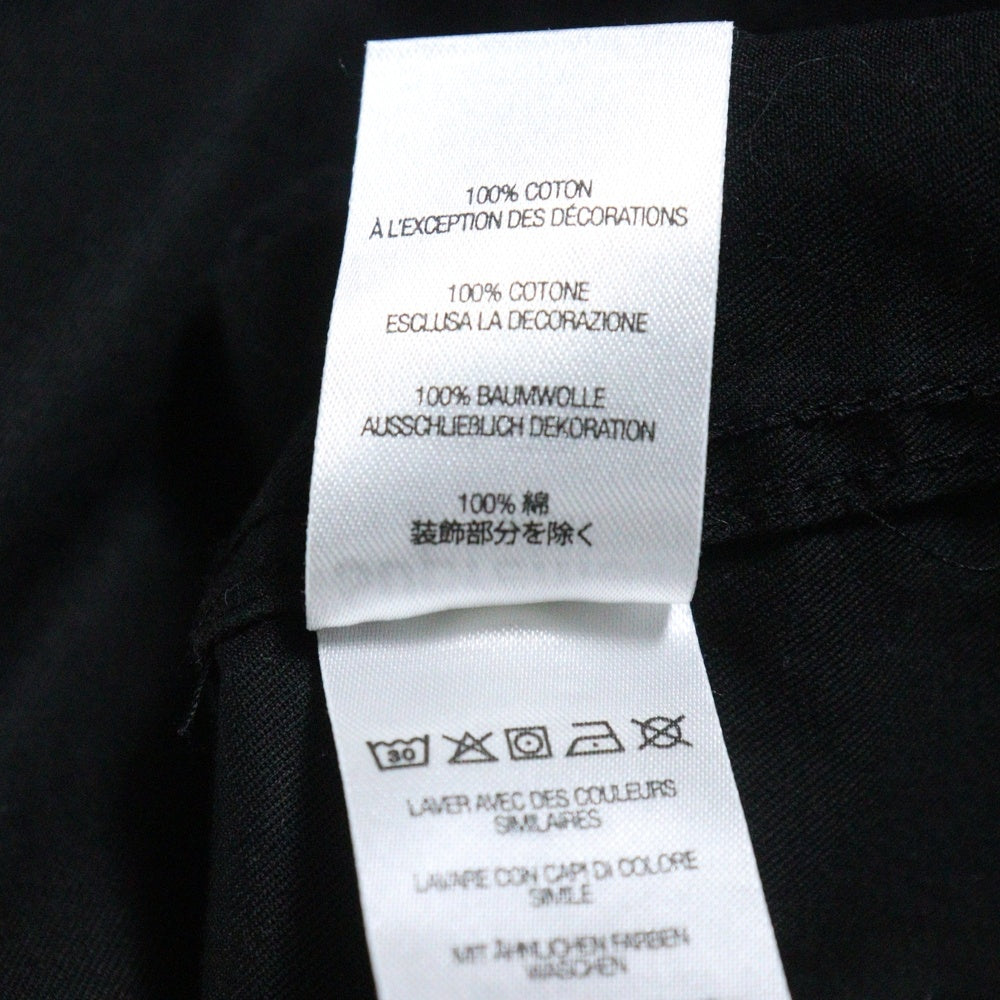 100% COTON
À L'EXCEPTION DES DÉCORATIONS
100% COTONE
ESCLUSA LA DECORAZIONE
100% BAUMWOLLE
AUSSCHLIEBLICH DEKORATION
100% 綿
装飾部分を除く
30
LAVER AVEC DES COULEURS
SIMILAIRES
LAVARE CON CAPI DI COLORE
SIMILE
MIT ÄHNLICHEN FARBEN
WASCHEN